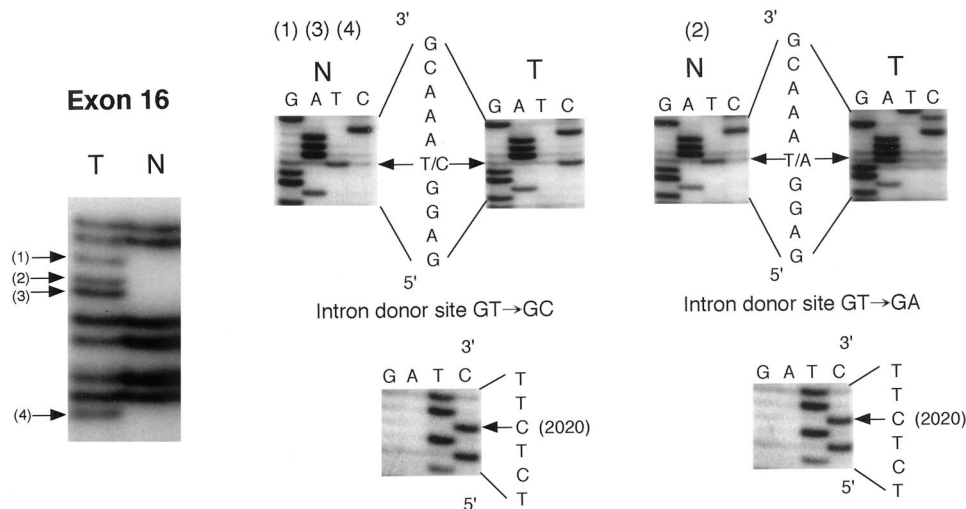 Exon 16
T N
(1)
(2)
(3)
(4)
(1) (3) (4)
N
G A T C
T
G A T C
3'
G
C
A
A
A
T/C
G
G
A
G
5'
Intron donor site GT→GC
G A T C
3'
T
T
C (2020)
T
C
T
5'
(2)
N
G A T C
T
G A T C
3'
G
C
A
A
A
T/A
G
G
A
G
5'
Intron donor site GT→GA
G A T C
3'
T
T
C (2020)
T
C
T
5'